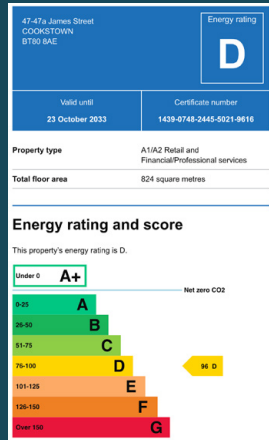 47-47a James Street
COOKSTOWN
BT80 8AE
Energy rating
D
Valid until
23 October 2033
Certificate number
1439-0748-2445-5021-9616
Property type
A1/A2 Retail and
Financial/Professional services
Total floor area
824 square metres
Energy rating and score
This property's energy rating is D.
Under 0 A+
Net zero CO2
0-25 A
26-50 B
51-75 C
76-100 D
96 D
101-125 E
126-150 F
Over 150 G